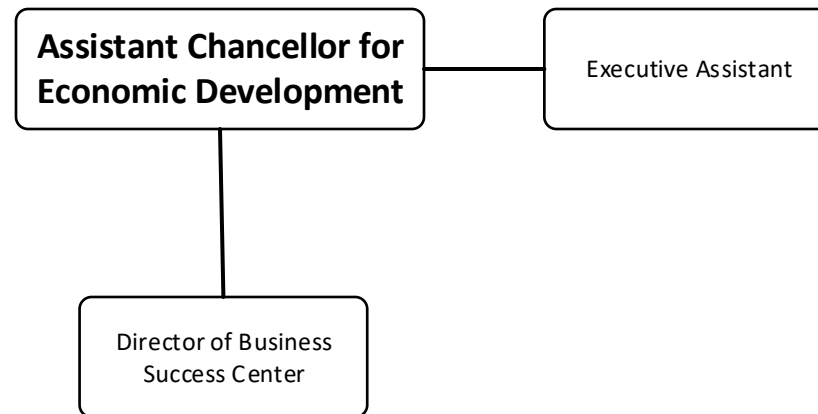 Assistant Chancellor for
Economic Development
Executive Assistant
Director of Business
Success Center